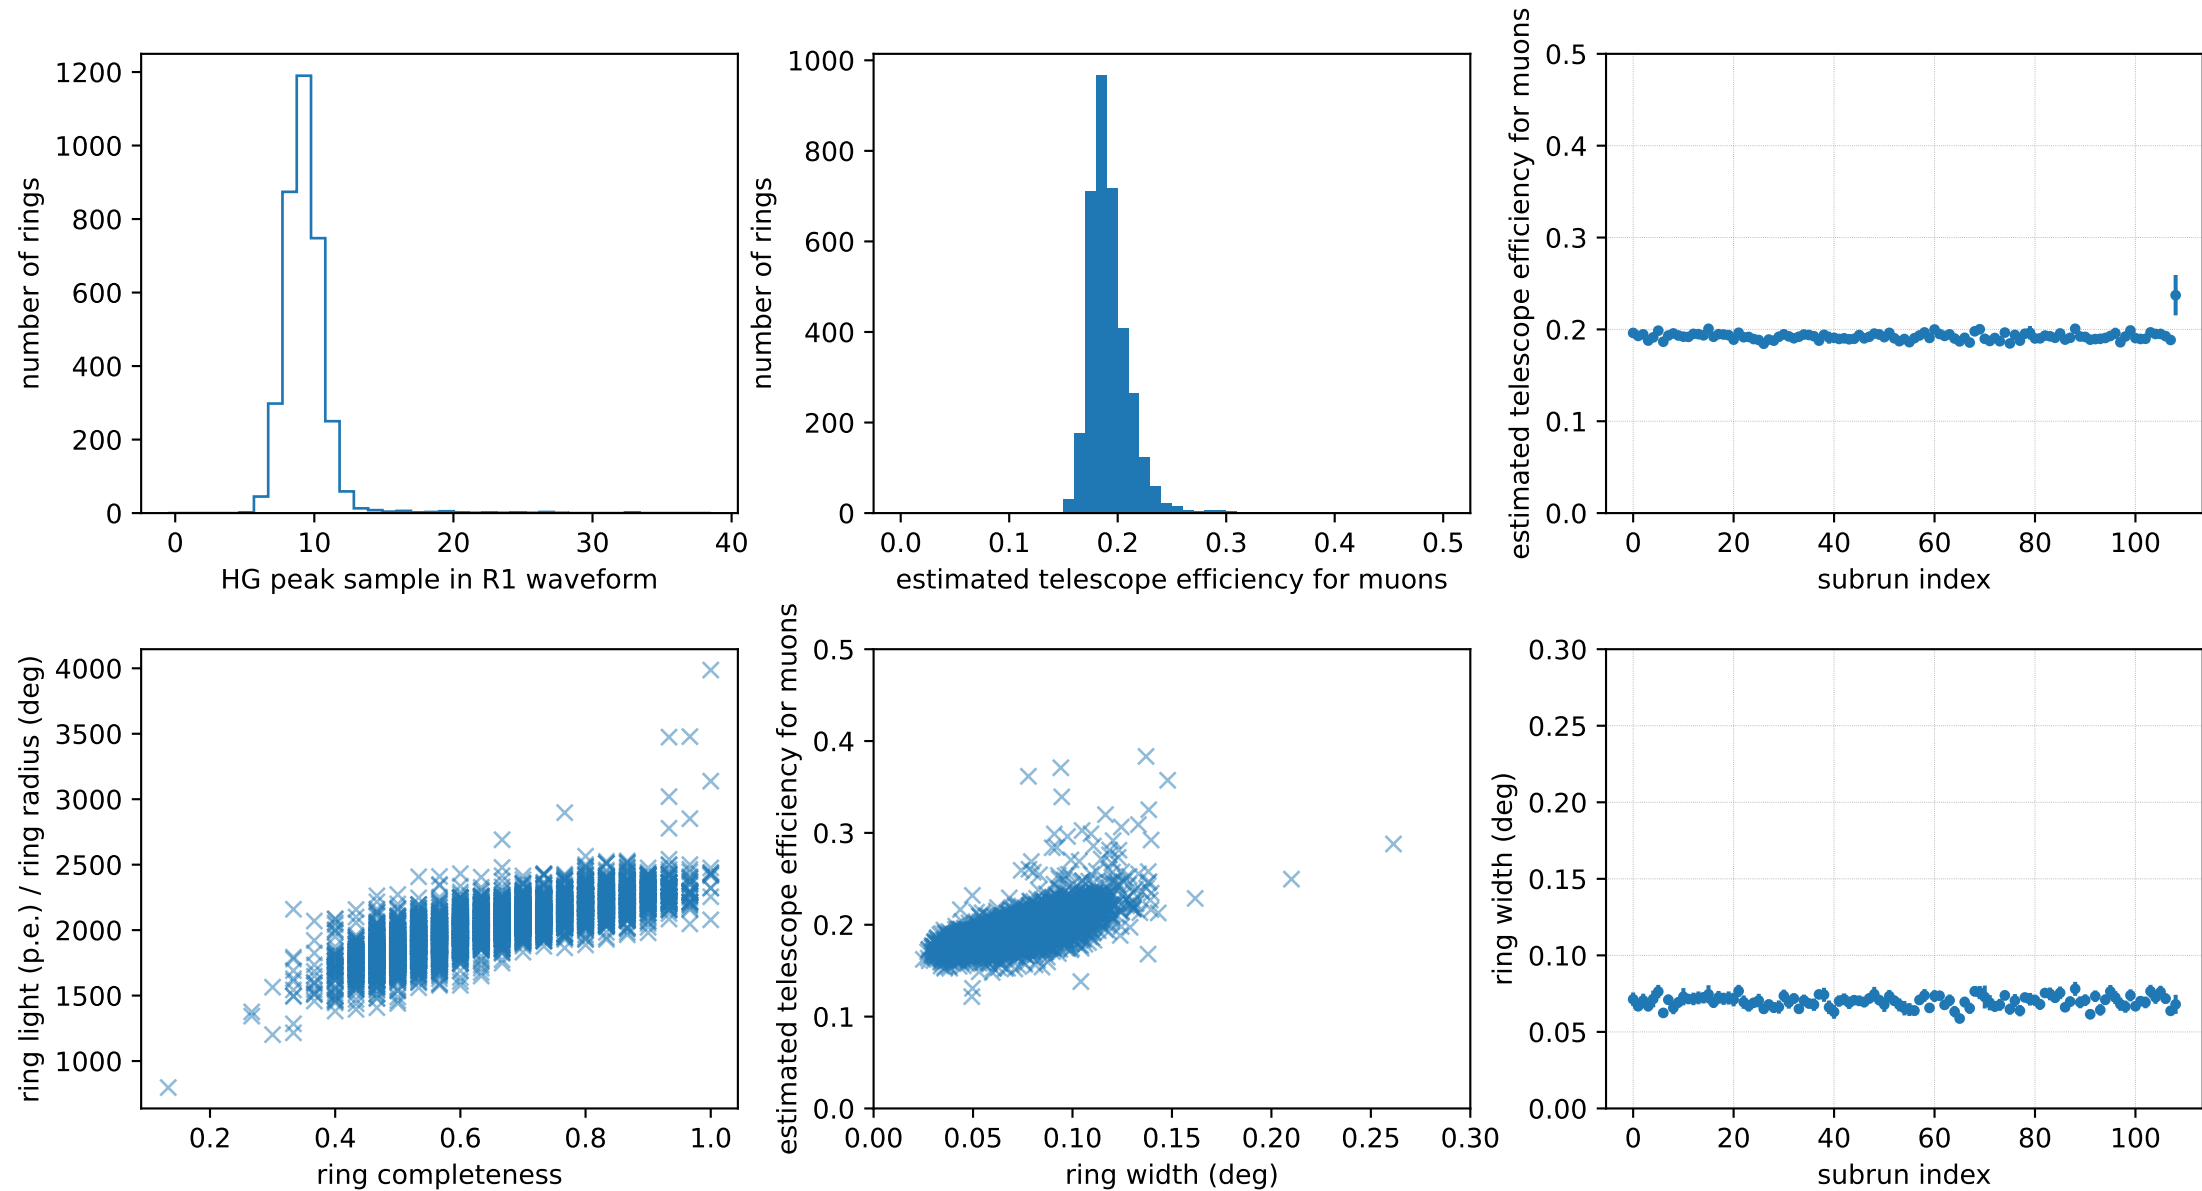 1200
1000
800
600
400
200
0
number of rings
0 10 20 30 40
HG peak sample in R1 waveform
1000
800
600
400
200
0
number of rings
0.0 0.1 0.2 0.3 0.4 0.5
estimated telescope efficiency for muons
0.5
0.4
0.3
0.2
0.1
0.0
estimated telescope efficiency for muons
0 20 40 60 80 100
subrun index
4000
3500
3000
2500
2000
1500
1000
ring light (p.e.) / ring radius (deg)
0.2 0.4 0.6 0.8 1.0
ring completeness
0.5
0.4
0.3
0.2
0.1
0.0
estimated telescope efficiency for muons
0.00 0.05 0.10 0.15 0.20 0.25 0.30
ring width (deg)
0.30
0.25
0.20
0.15
0.10
0.05
0.00
ring width (deg)
0 20 40 60 80 100
subrun index